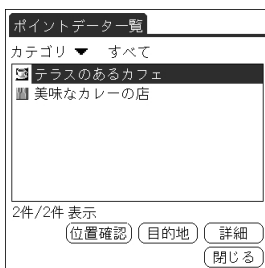 ポイントデータ一覧
カテゴリ ▼ すべて
テラスのあるカフェ
美味なカレーの店
2件/2件 表示
位置確認 目的地 詳細
閉じる